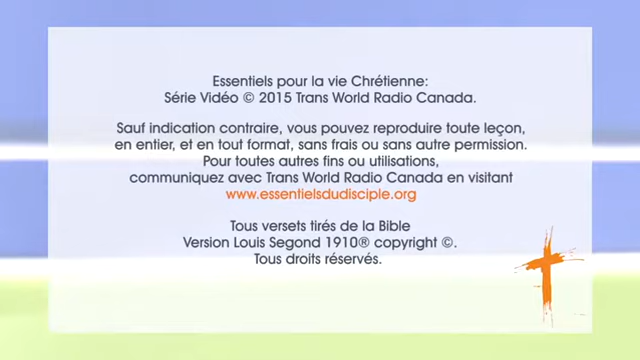 Essentiels pour la vie Chrétienne:
Série Vidéo © 2015 Trans World Radio Canada.
Sauf indication contraire, vous pouvez reproduire toute leçon,
en entier, et en tout format, sans frais ou sans autre permission.
Pour toutes autres fins ou utilisations,
communiquez avec Trans World Radio Canada en visitant
www.essentielsdudisciple.org
Tous versets tirés de la Bible
Version Louis Segond 1910® copyright ©.
Tous droits réservés.